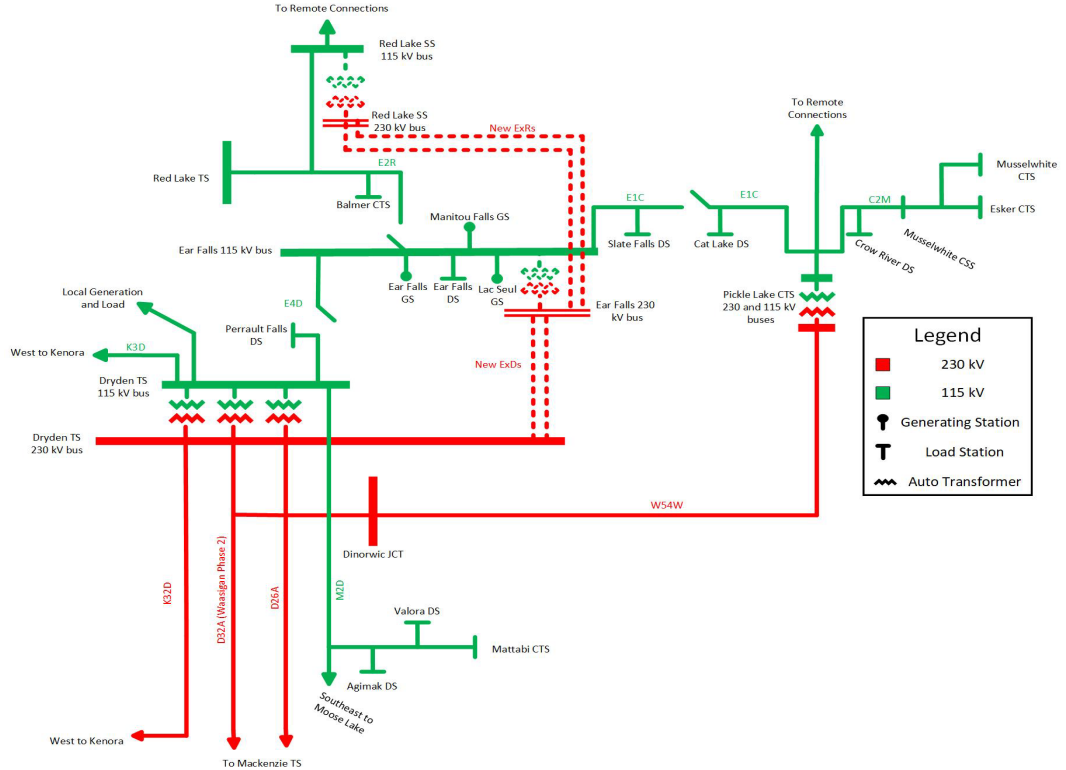 To Remote Connections
Red Lake SS
115 kV bus
Red Lake SS
230 kV bus
New ExRs
To Remote
Connections
Red Lake TS
E2R
Balmer CTS
Manitou Falls GS
E1C
E1C
C2M
Musselwhite
CTS
Esker CTS
Slate Falls DS
Cat Lake DS
Crow River DS
Musselwhite CSS
Ear Falls 115 kV bus
Ear Falls
GS
Ear Falls
DS
Lac Seul
GS
Ear Falls 230
kV bus
Pickle Lake CTS
230 and 115 kV
buses
Local Generation
and Load
E4D
Perrault Falls
DS
West to Kenora
K3D
New ExDs
Dryden TS
115 kV bus
Dryden TS
230 kV bus
Legend
230 kV
115 kV
Generating Station
Load Station
Auto Transformer
W54W
Dinorwic JCT
K32D
D32A (Waasigan Phase 2)
D26A
M2D
Valora DS
Mattabi CTS
Agimak DS
Southeast to
Moose Lake
West to Kenora
To Mackenzie TS